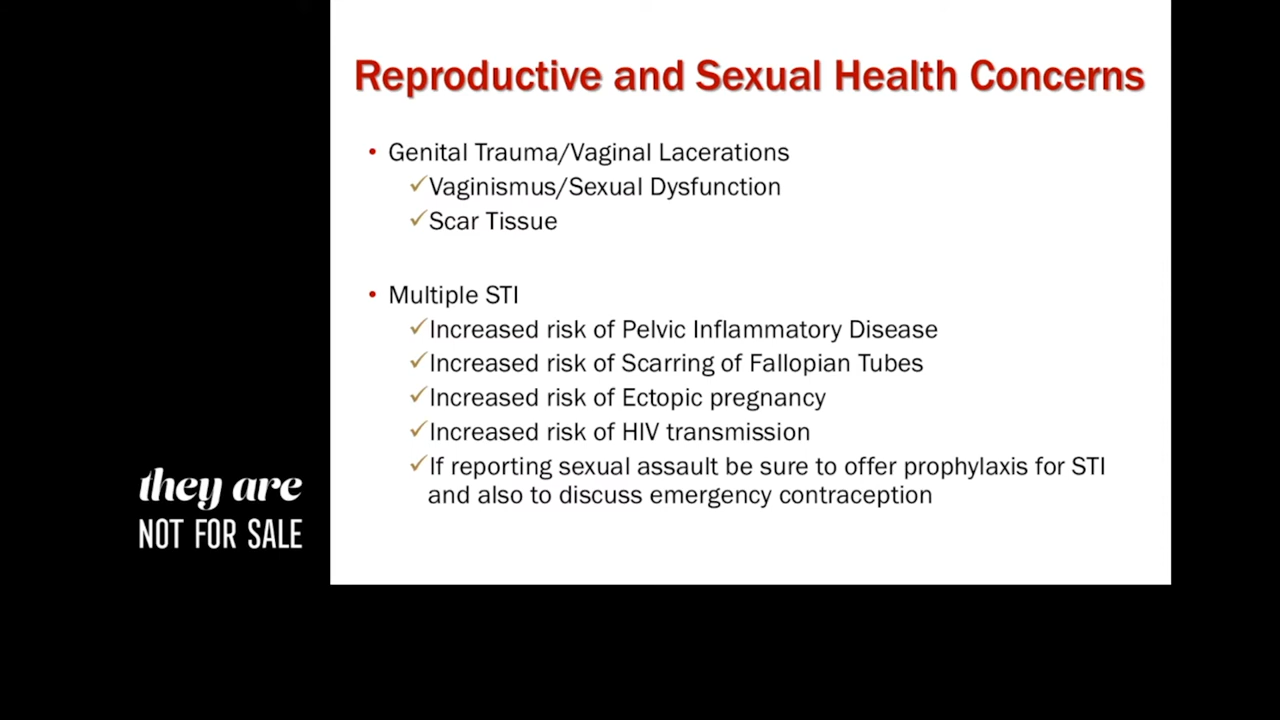 Reproductive and Sexual Health Concerns
• Genital Trauma/Vaginal Lacerations
✓Vaginismus/Sexual Dysfunction
✓Scar Tissue
• Multiple STI
✓Increased risk of Pelvic Inflammatory Disease
✓Increased risk of Scarring of Fallopian Tubes
✓Increased risk of Ectopic pregnancy
✓Increased risk of HIV transmission
✓If reporting sexual assault be sure to offer prophylaxis for STI
and also to discuss emergency contraception
they are
NOT FOR SALE